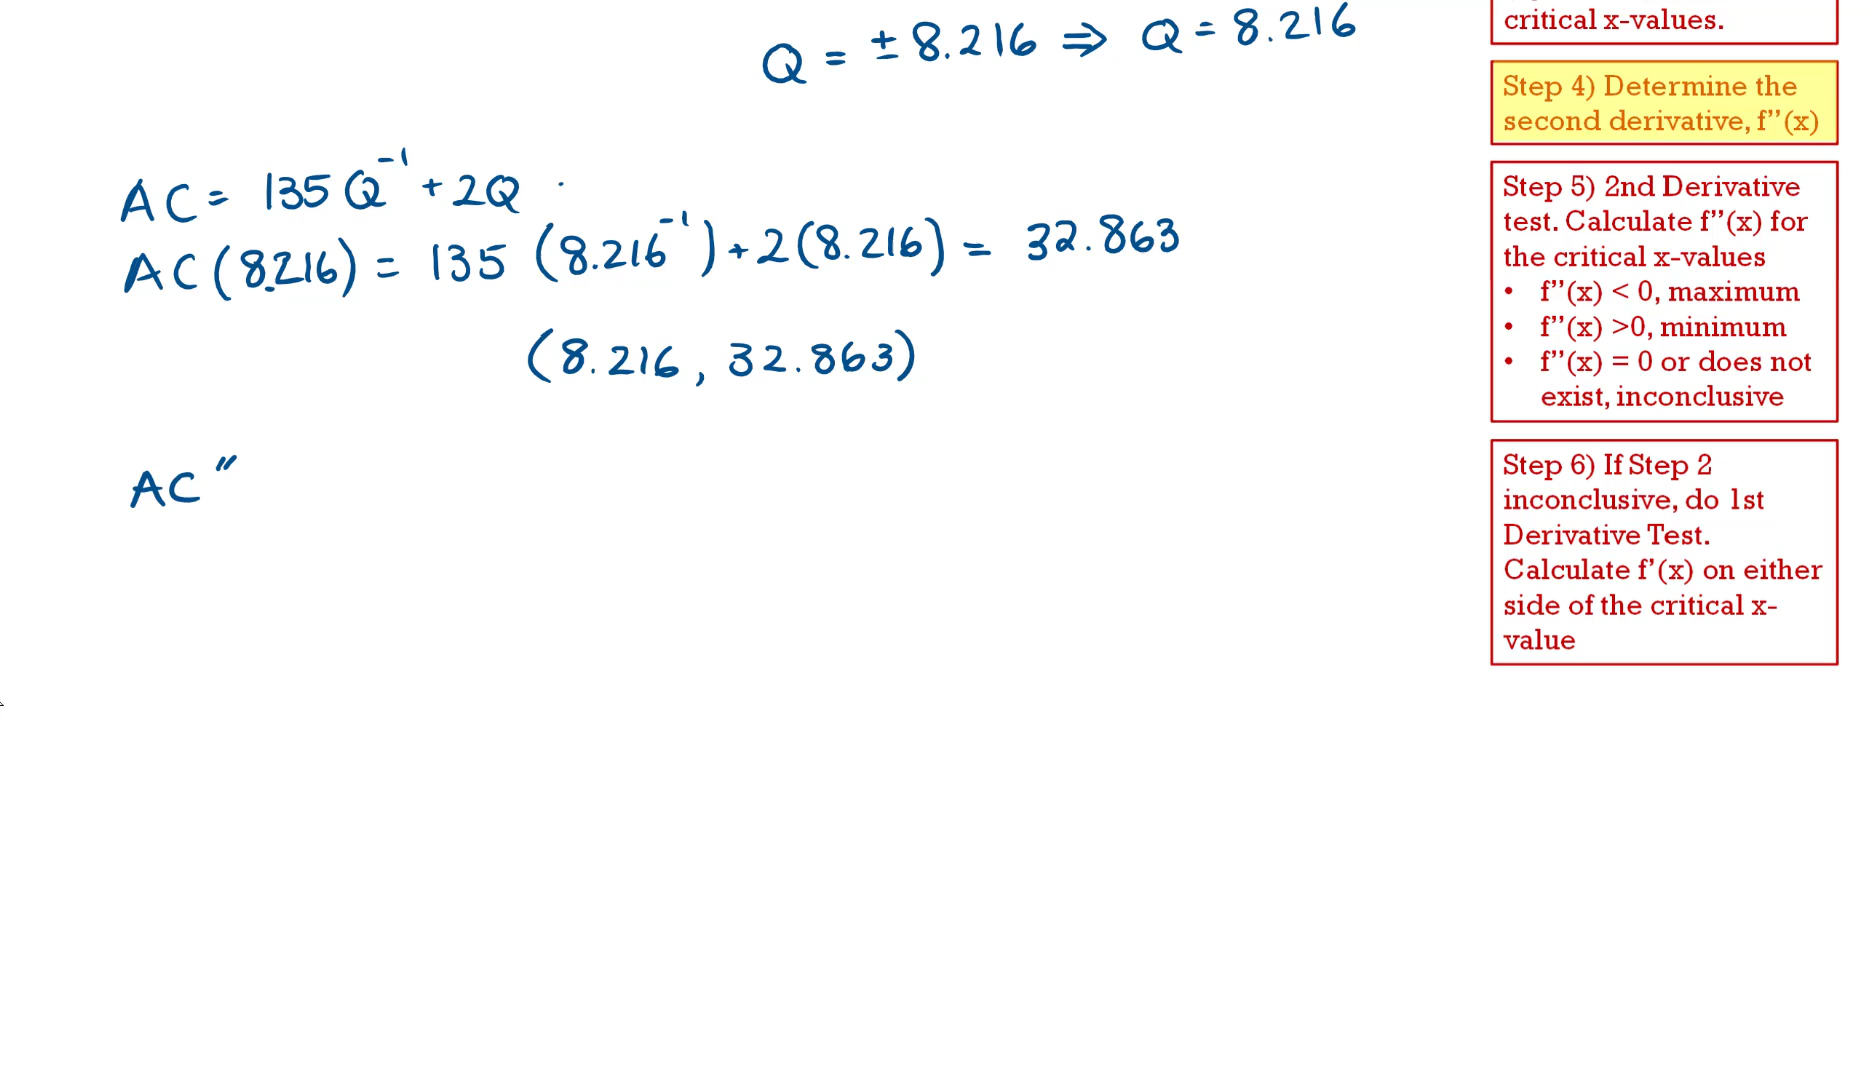 Q = ± 8.216 ⇒ Q = 8.216
AC = 135 Q⁻¹ + 2Q
AC(8.216) = 135 (8.216⁻¹) + 2(8.216) = 32.863
(8.216, 32.863)
AC″
critical x-values.
Step 4) Determine the
second derivative, f’’(x)
Step 5) 2nd Derivative
test. Calculate f’’(x) for
the critical x-values
• f’’(x) < 0, maximum
• f’’(x) >0, minimum
• f’’(x) = 0 or does not
exist, inconclusive
Step 6) If Step 2
inconclusive, do 1st
Derivative Test.
Calculate f’(x) on either
side of the critical x-
value